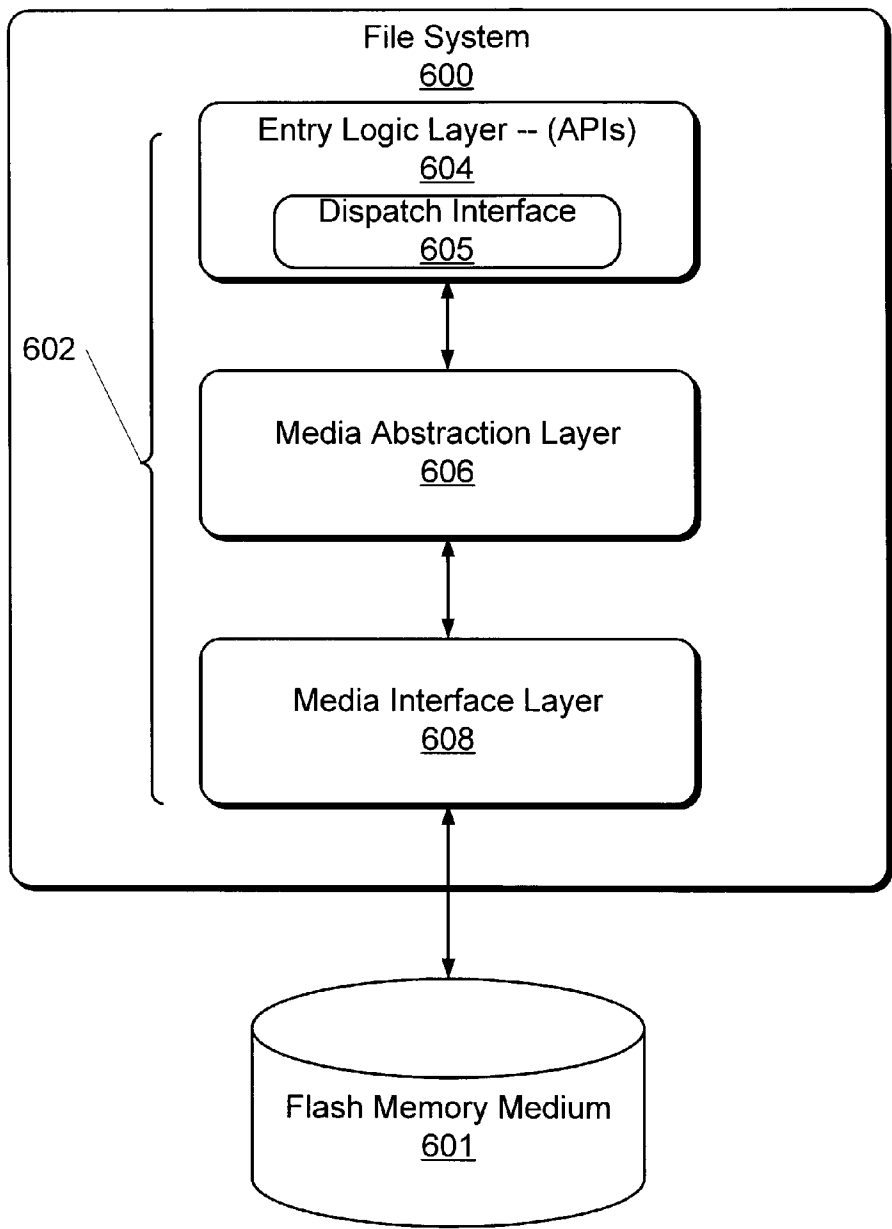 File System
600
Entry Logic Layer -- (APIs)
604
Dispatch Interface
605
602
Media Abstraction Layer
606
Media Interface Layer
608
Flash Memory Medium
601